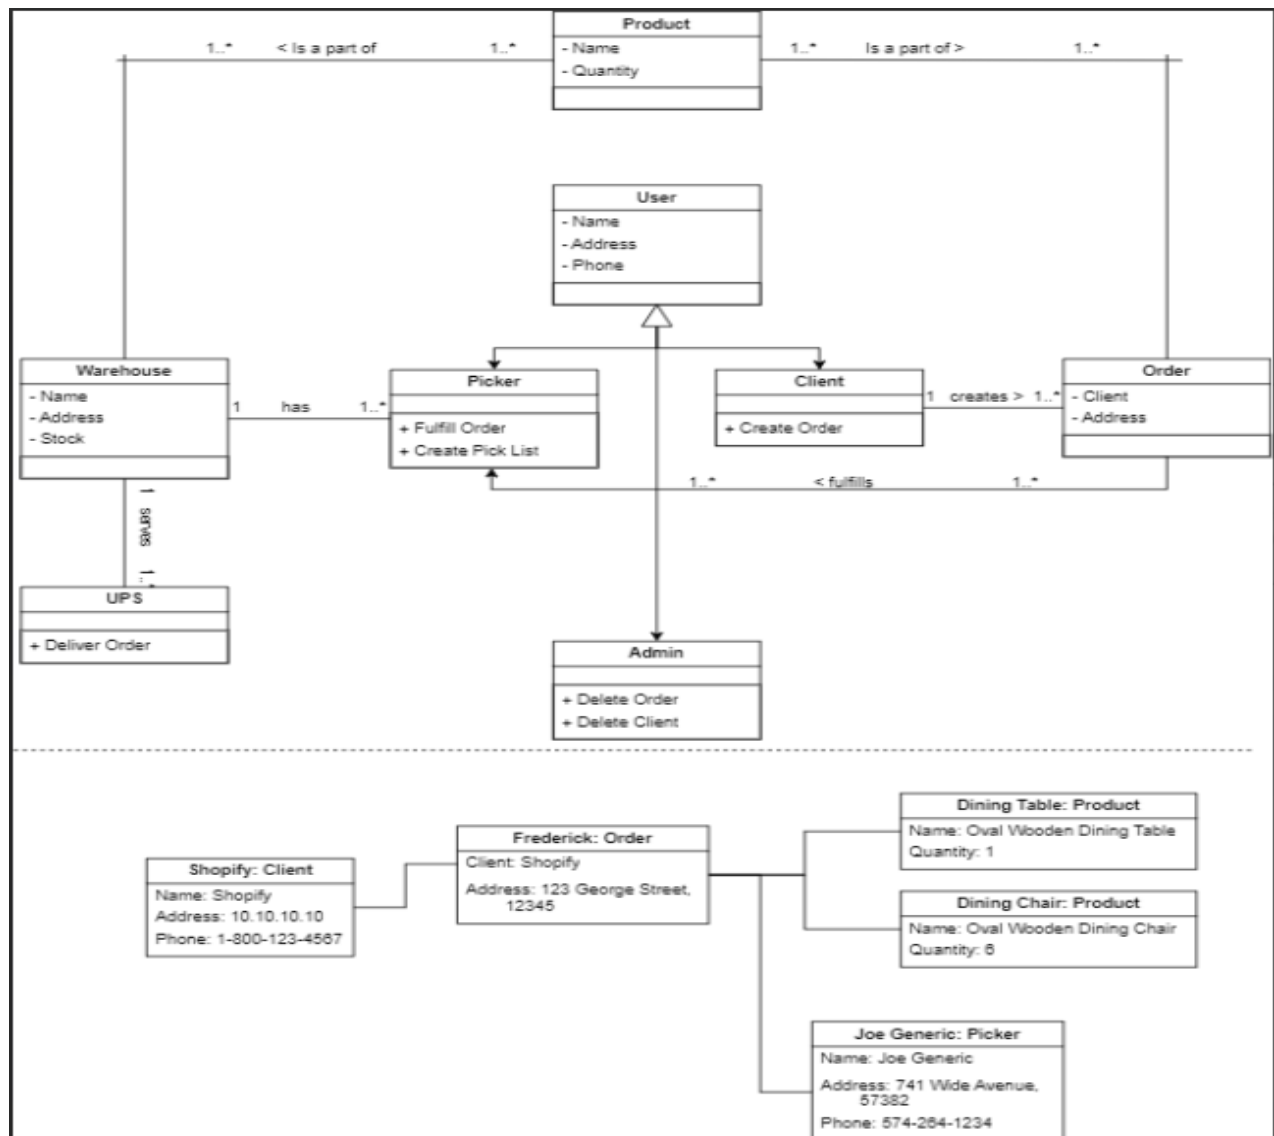 Product
1..*
< Is a part of
1..*
- Name
- Quantity
1..*
Is a part of >
1..*
User
- Name
- Address
- Phone
Warehouse
- Name
- Address
- Stock
1
has
1..*
Picker
+ Fulfill Order
+ Create Pick List
Client
+ Create Order
1
creates >
1..*
Order
- Client
- Address
1..*
< fulfills
1..*
1
serves
1..*
UPS
+ Deliver Order
Admin
+ Delete Order
+ Delete Client
Shopify: Client
Name: Shopify
Address: 10.10.10.10
Phone: 1-800-123-4567
Frederick: Order
Client: Shopify
Address: 123 George Street,
12345
Dining Table: Product
Name: Oval Wooden Dining Table
Quantity: 1
Dining Chair: Product
Name: Oval Wooden Dining Chair
Quantity: 6
Joe Generic: Picker
Name: Joe Generic
Address: 741 Wide Avenue,
57382
Phone: 574-264-1234